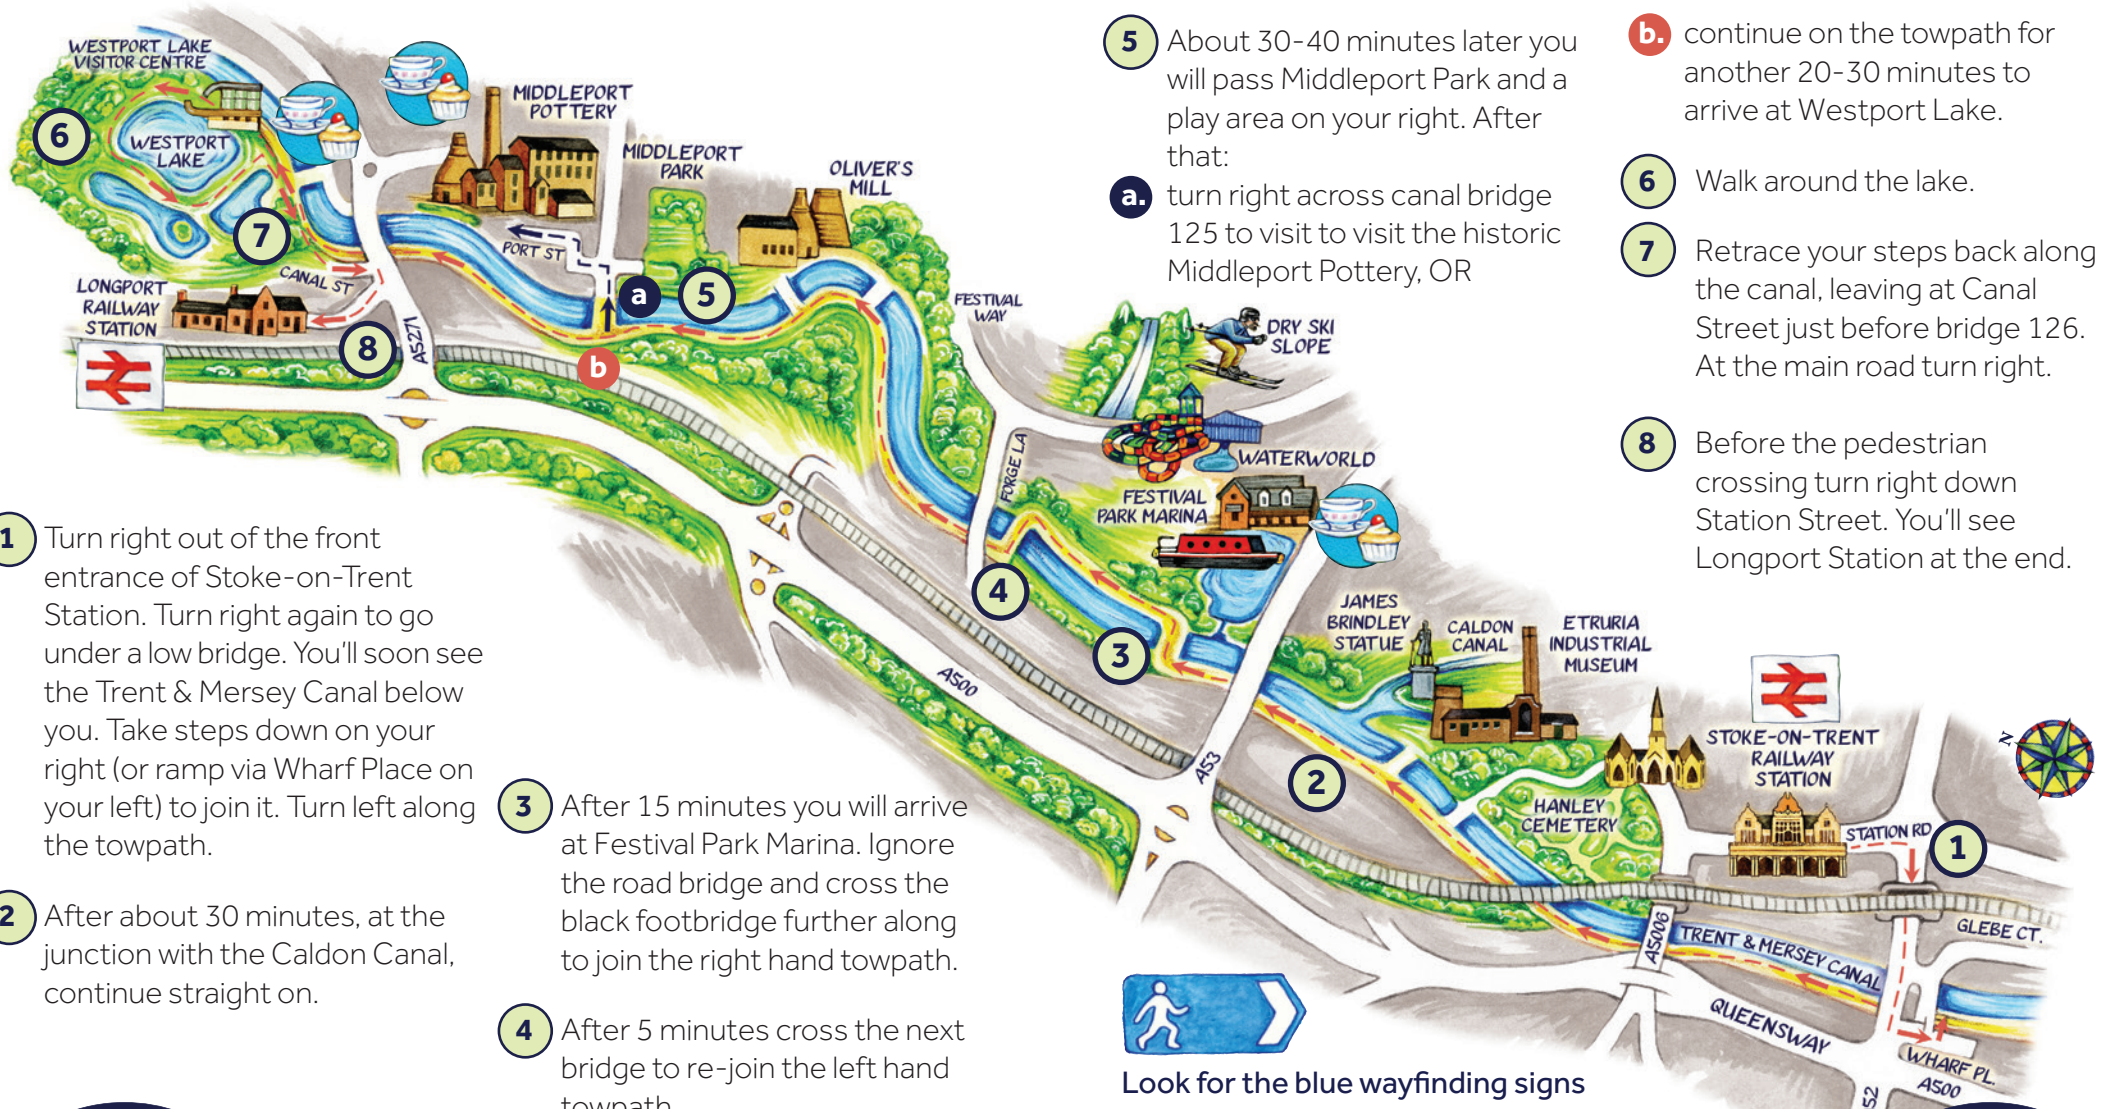 WESTPORT LAKE
VISITOR CENTRE
6
WESTPORT
LAKE
7
CANAL ST
LONGPORT
RAILWAY
STATION
8
A5271
MIDDLEPORT
POTTERY
PORT ST
MIDDLEPORT
PARK
OLIVER'S
MILL
a
5
b
FESTIVAL
WAY
FORGE LA
DRY SKI
SLOPE
WATERWORLD
FESTIVAL
PARK MARINA
4
3
A500
A53
JAMES
BRINDLEY
STATUE
CALDON
CANAL
ETRURIA
INDUSTRIAL
MUSEUM
2
HANLEY
CEMETERY
STOKE-ON-TRENT
RAILWAY
STATION
STATION RD
1
GLEBE CT.
A5006
TRENT & MERSEY CANAL
QUEENSWAY
WHARF PL.
A500
52
N
1 Turn right out of the front
entrance of Stoke-on-Trent
Station. Turn right again to go
under a low bridge. You'll soon see
the Trent & Mersey Canal below
you. Take steps down on your
right (or ramp via Wharf Place on
your left) to join it. Turn left along
the towpath.
2 After about 30 minutes, at the
junction with the Caldon Canal,
continue straight on.
3 After 15 minutes you will arrive
at Festival Park Marina. Ignore
the road bridge and cross the
black footbridge further along
to join the right hand towpath.
4 After 5 minutes cross the next
bridge to re-join the left hand
towpath
5 About 30-40 minutes later you
will pass Middleport Park and a
play area on your right. After
that:
a. turn right across canal bridge
125 to visit to visit the historic
Middleport Pottery, OR
b. continue on the towpath for
another 20-30 minutes to
arrive at Westport Lake.
6 Walk around the lake.
7 Retrace your steps back along
the canal, leaving at Canal
Street just before bridge 126.
At the main road turn right.
8 Before the pedestrian
crossing turn right down
Station Street. You'll see
Longport Station at the end.
Look for the blue wayfinding signs